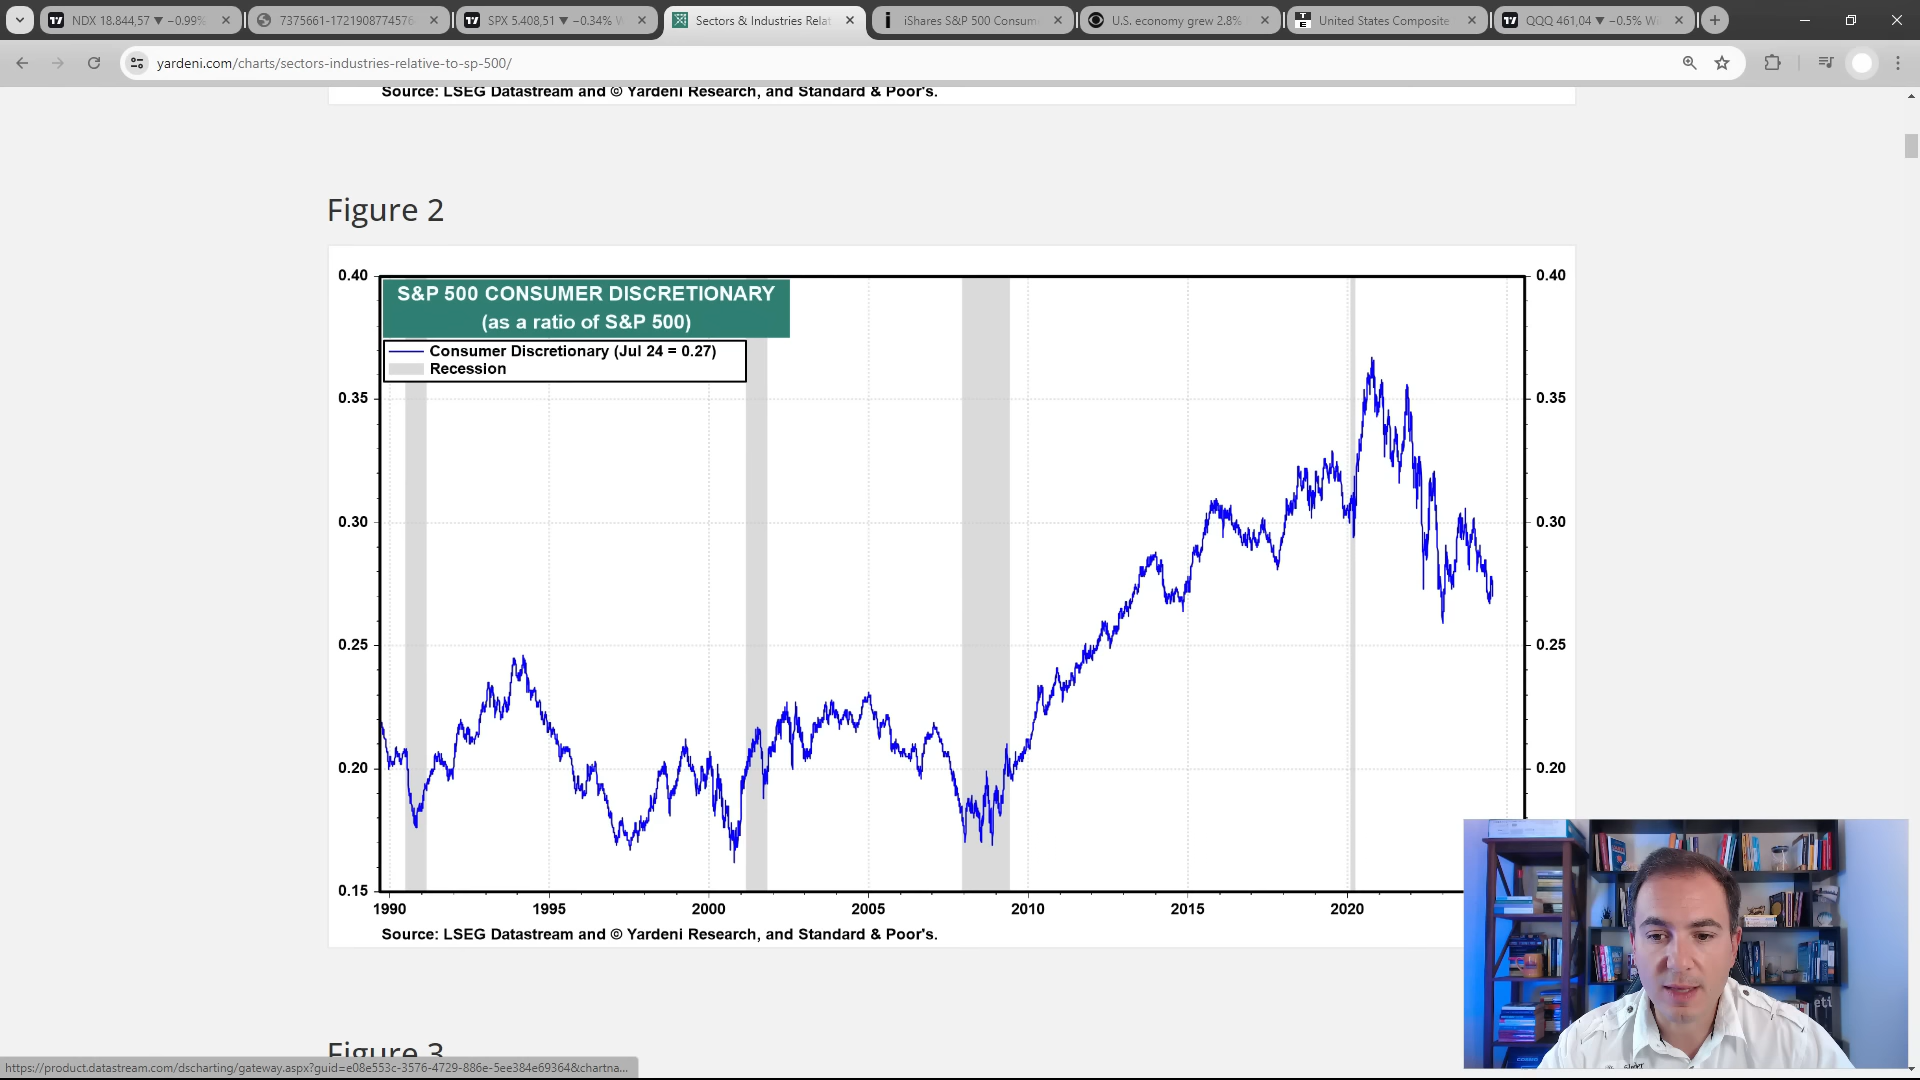 NDX 18.844,57 ▼ −0.99%
7375661-1721908774576
SPX 5.408,51 ▼ −0.34%
Sectors & Industries Relat
iShares S&P 500 Consum
U.S. economy grew 2.8%
United States Composite
QQQ 461,04 ▼ −0.5% Wi
yardeni.com/charts/sectors-industries-relative-to-sp-500/
Source: LSEG Datastream and © Yardeni Research, and Standard & Poor's.
Figure 2
S&P 500 CONSUMER DISCRETIONARY
(as a ratio of S&P 500)
Consumer Discretionary (Jul 24 = 0.27)
Recession
0.40 0.40
0.35 0.35
0.30 0.30
0.25 0.25
0.20 0.20
0.15
1990 1995 2000 2005 2010 2015 2020
Source: LSEG Datastream and © Yardeni Research, and Standard & Poor's.
Figure 3
https://product.datastream.com/dscharting/gateway.aspx?guid=e08e553c-3576-4729-886e-5ee384e69364&chartna...